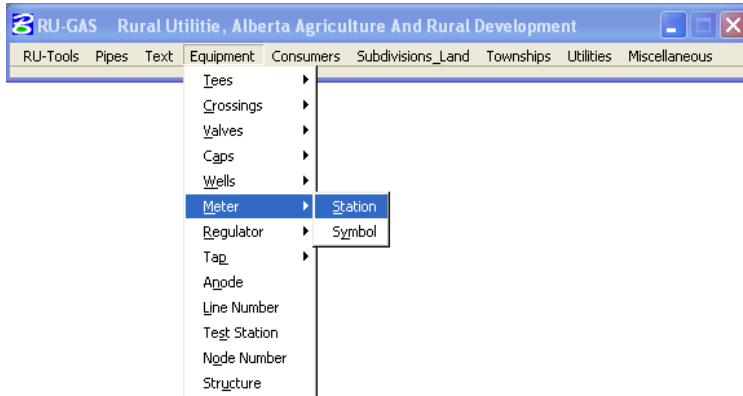 RU-GAS Rural Utilitie, Alberta Agriculture And Rural Development
RU-Tools Pipes Text Equipment Consumers Subdivisions_Land Townships Utilities Miscellaneous
Tees
Crossings
Valves
Caps
Wells
Meter Station
Regulator Symbol
Tap
Anode
Line Number
Test Station
Node Number
Structure